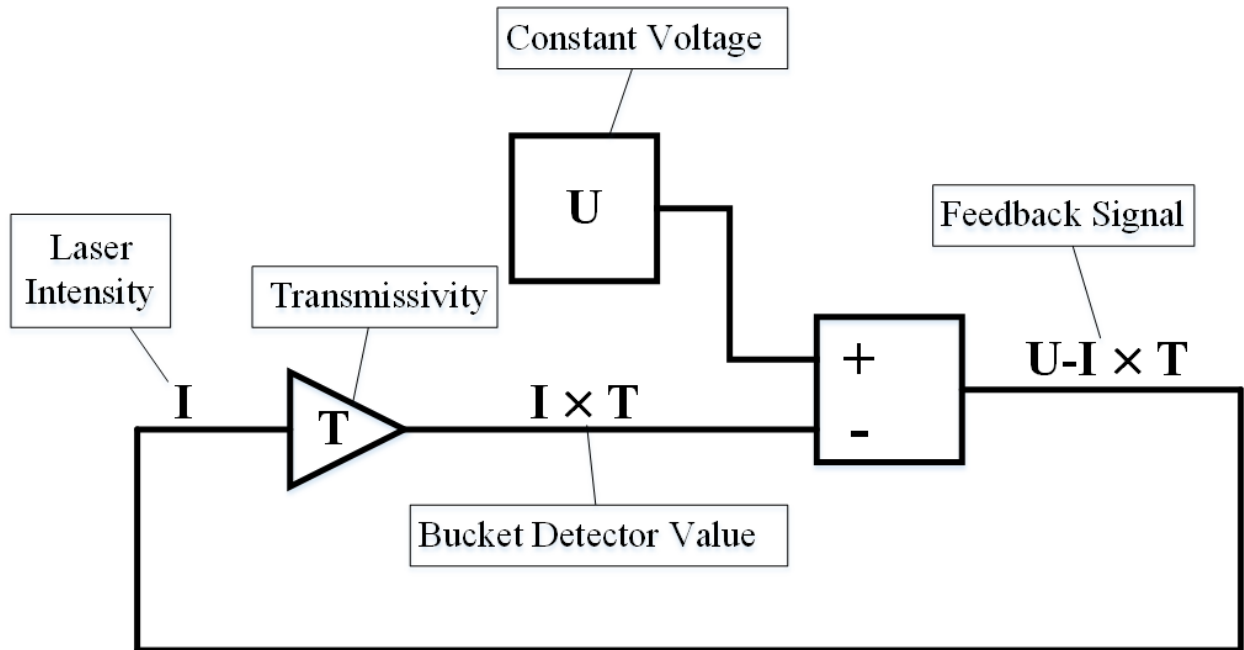 Constant Voltage
U
Feedback Signal
Laser
Intensity
Transmissivity
+
U-I × T
I
T
I × T
-
Bucket Detector Value